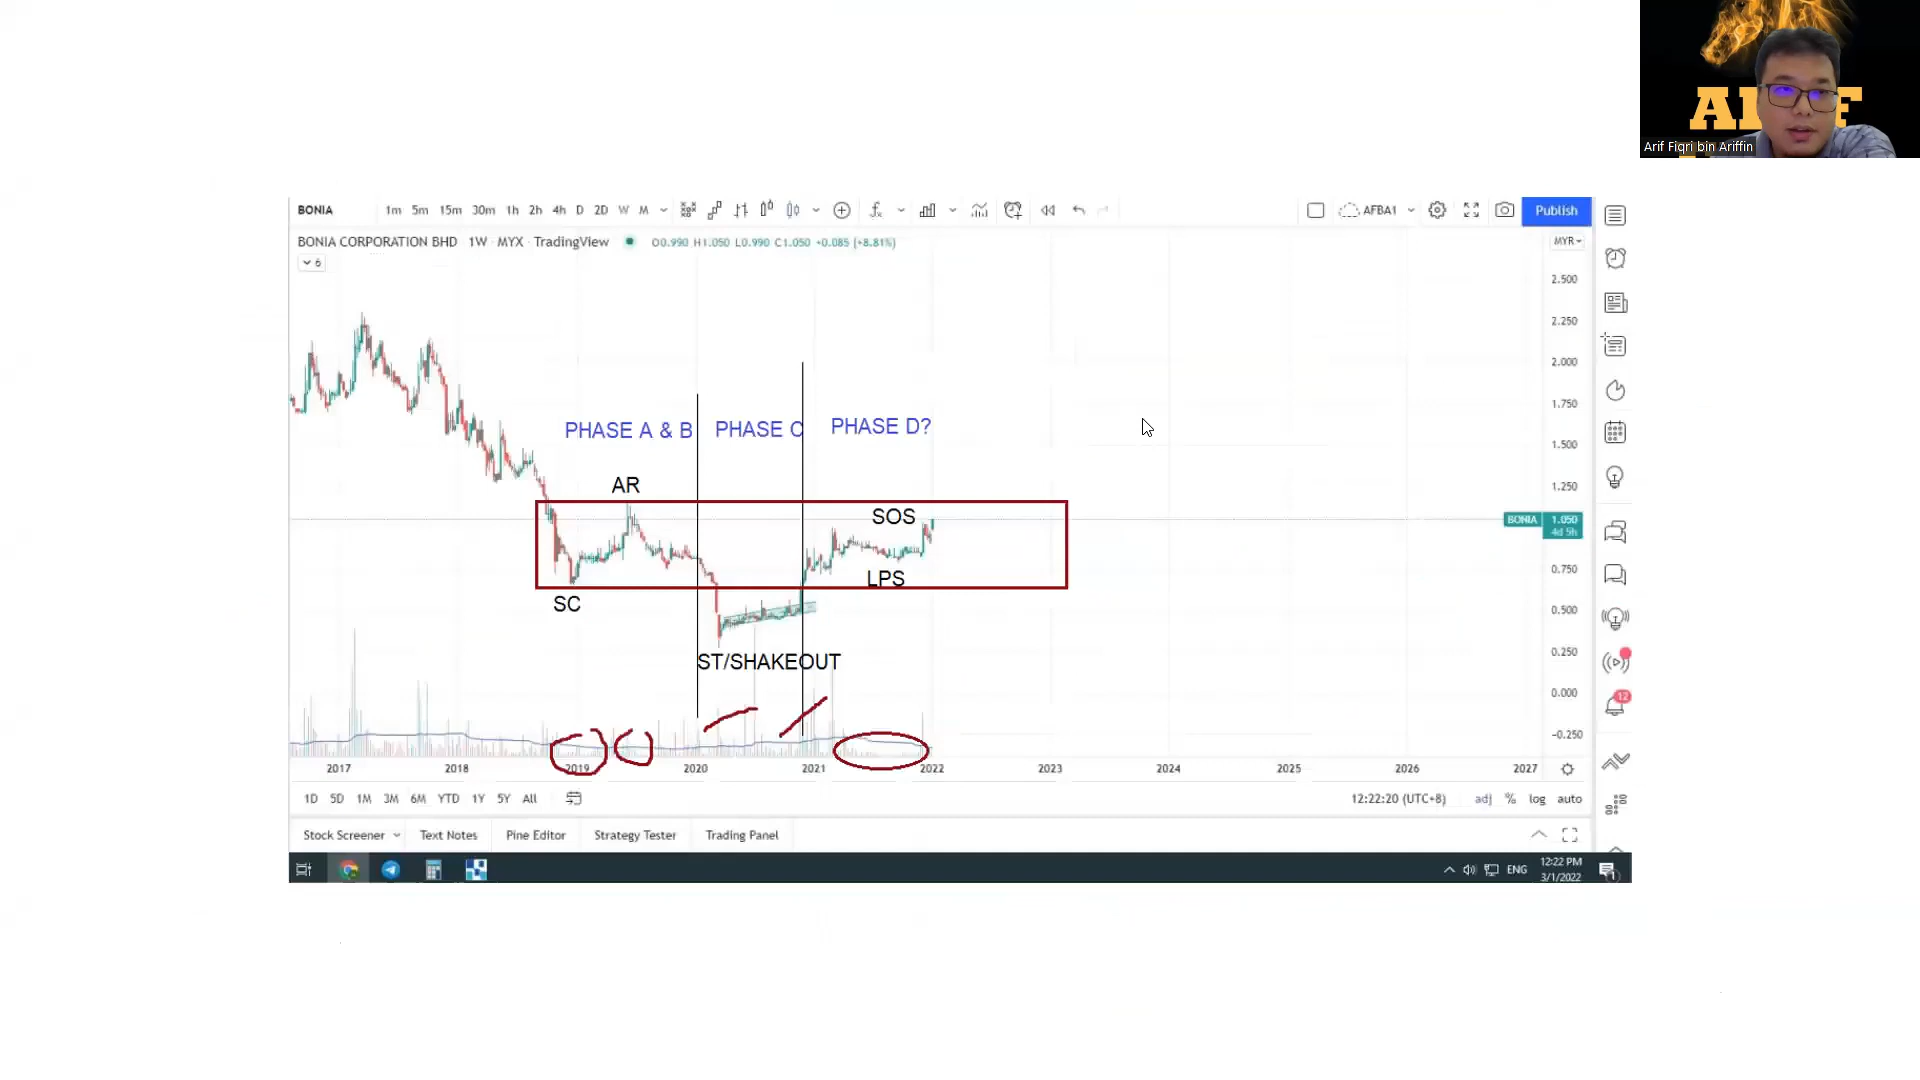 Arif Fiqri bin Ariffin
BONIA 1m 5m 15m 30m 1h 2h 4h D 2D W M AFBA1 Publish
BONIA CORPORATION BHD · 1W · MYX · TradingView O0.990 H1.050 L0.990 C1.050 +0.085 (+8.81%) MYR
6
2.500
2.250
2.000
1.750
1.500
1.250
BONIA 1.050
4d 5h
0.750
0.500
0.250
0.000
-0.250
PHASE A & B PHASE C PHASE D?
AR
SOS
LPS
SC
ST/SHAKEOUT
2017 2018 2019 2020 2021 2022 2023 2024 2025 2026 2027
1D 5D 1M 3M 6M YTD 1Y 5Y All 12:22:20 (UTC+8) adj % log auto
Stock Screener Text Notes Pine Editor Strategy Tester Trading Panel
12
ENG 12:22 PM
3/1/2022
1